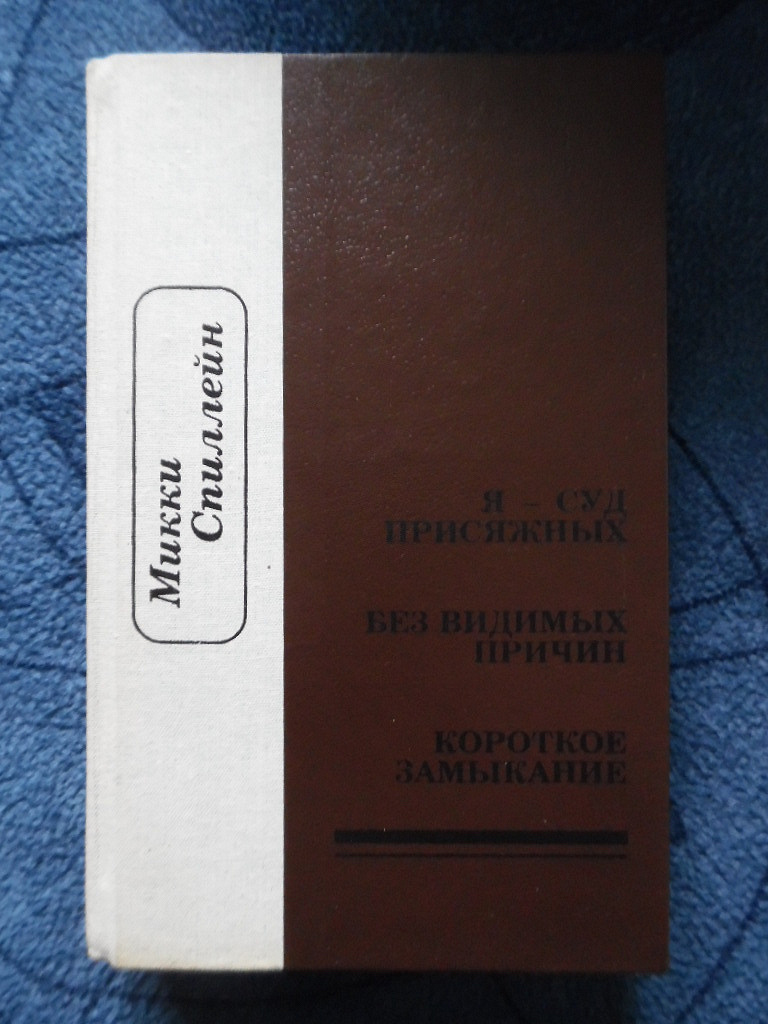 Микки
Спиллейн
Я – СУД
ПРИСЯЖНЫХ
БЕЗ ВИДИМЫХ
ПРИЧИН
КОРОТКОЕ
ЗАМЫКАНИЕ